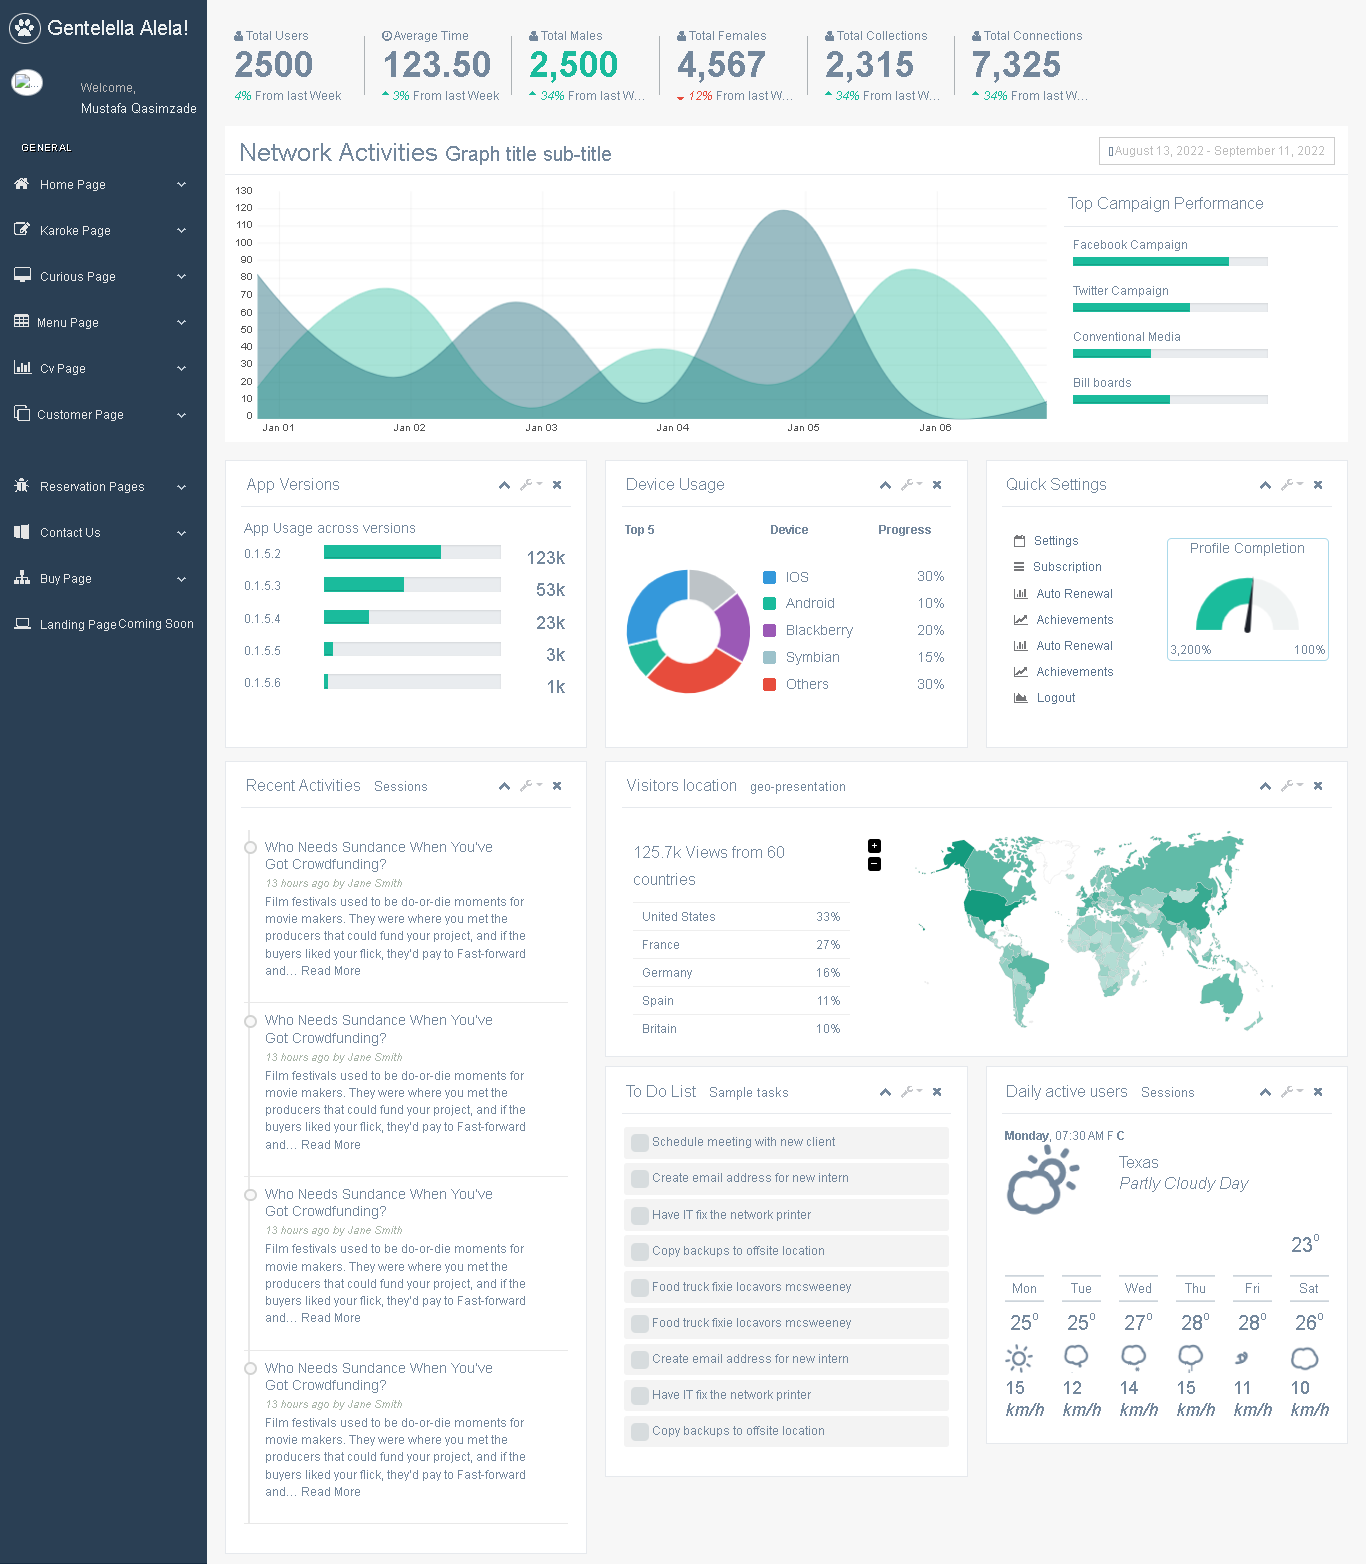 Gentelella Alela!
Welcome,
Mustafa Qasimzade
GENERAL
Home Page
Karoke Page
Curious Page
Menu Page
Cv Page
Customer Page
Reservation Pages
Contact Us
Buy Page
Landing Page Coming Soon
Total Users
2500
4% From last Week
Average Time
123.50
3% From last Week
Total Males
2,500
34% From last W...
Total Females
4,567
12% From last W...
Total Collections
2,315
34% From last W...
Total Connections
7,325
34% From last W...
Network Activities Graph title sub-title
August 13, 2022 - September 11, 2022
130
120
110
100
90
80
70
60
50
40
30
20
10
0
Jan 01 Jan 02 Jan 03 Jan 04 Jan 05 Jan 06
Top Campaign Performance
Facebook Campaign
Twitter Campaign
Conventional Media
Bill boards
App Versions
App Usage across versions
0.1.5.2 123k
0.1.5.3 53k
0.1.5.4 23k
0.1.5.5 3k
0.1.5.6 1k
Device Usage
Top 5 Device Progress
IOS 30%
Android 10%
Blackberry 20%
Symbian 15%
Others 30%
Quick Settings
Settings
Subscription
Auto Renewal
Achievements
Auto Renewal
Achievements
Logout
Profile Completion
3,200% 100%
Recent Activities Sessions
Who Needs Sundance When You've
Got Crowdfunding?
13 hours ago by Jane Smith
Film festivals used to be do-or-die moments for
movie makers. They were where you met the
producers that could fund your project, and if the
buyers liked your flick, they'd pay to Fast-forward
and... Read More
Who Needs Sundance When You've
Got Crowdfunding?
13 hours ago by Jane Smith
Film festivals used to be do-or-die moments for
movie makers. They were where you met the
producers that could fund your project, and if the
buyers liked your flick, they'd pay to Fast-forward
and... Read More
Who Needs Sundance When You've
Got Crowdfunding?
13 hours ago by Jane Smith
Film festivals used to be do-or-die moments for
movie makers. They were where you met the
producers that could fund your project, and if the
buyers liked your flick, they'd pay to Fast-forward
and... Read More
Who Needs Sundance When You've
Got Crowdfunding?
13 hours ago by Jane Smith
Film festivals used to be do-or-die moments for
movie makers. They were where you met the
producers that could fund your project, and if the
buyers liked your flick, they'd pay to Fast-forward
and... Read More
Visitors location geo-presentation
125.7k Views from 60
countries
United States 33%
France 27%
Germany 16%
Spain 11%
Britain 10%
+
−
To Do List Sample tasks
Schedule meeting with new client
Create email address for new intern
Have IT fix the network printer
Copy backups to offsite location
Food truck fixie locavors mcsweeney
Food truck fixie locavors mcsweeney
Create email address for new intern
Have IT fix the network printer
Copy backups to offsite location
Daily active users Sessions
Monday, 07:30 AM F C
Texas
Partly Cloudy Day
23°
Mon Tue Wed Thu Fri Sat
25° 25° 27° 28° 28° 26°
15 12 14 15 11 10
km/h km/h km/h km/h km/h km/h